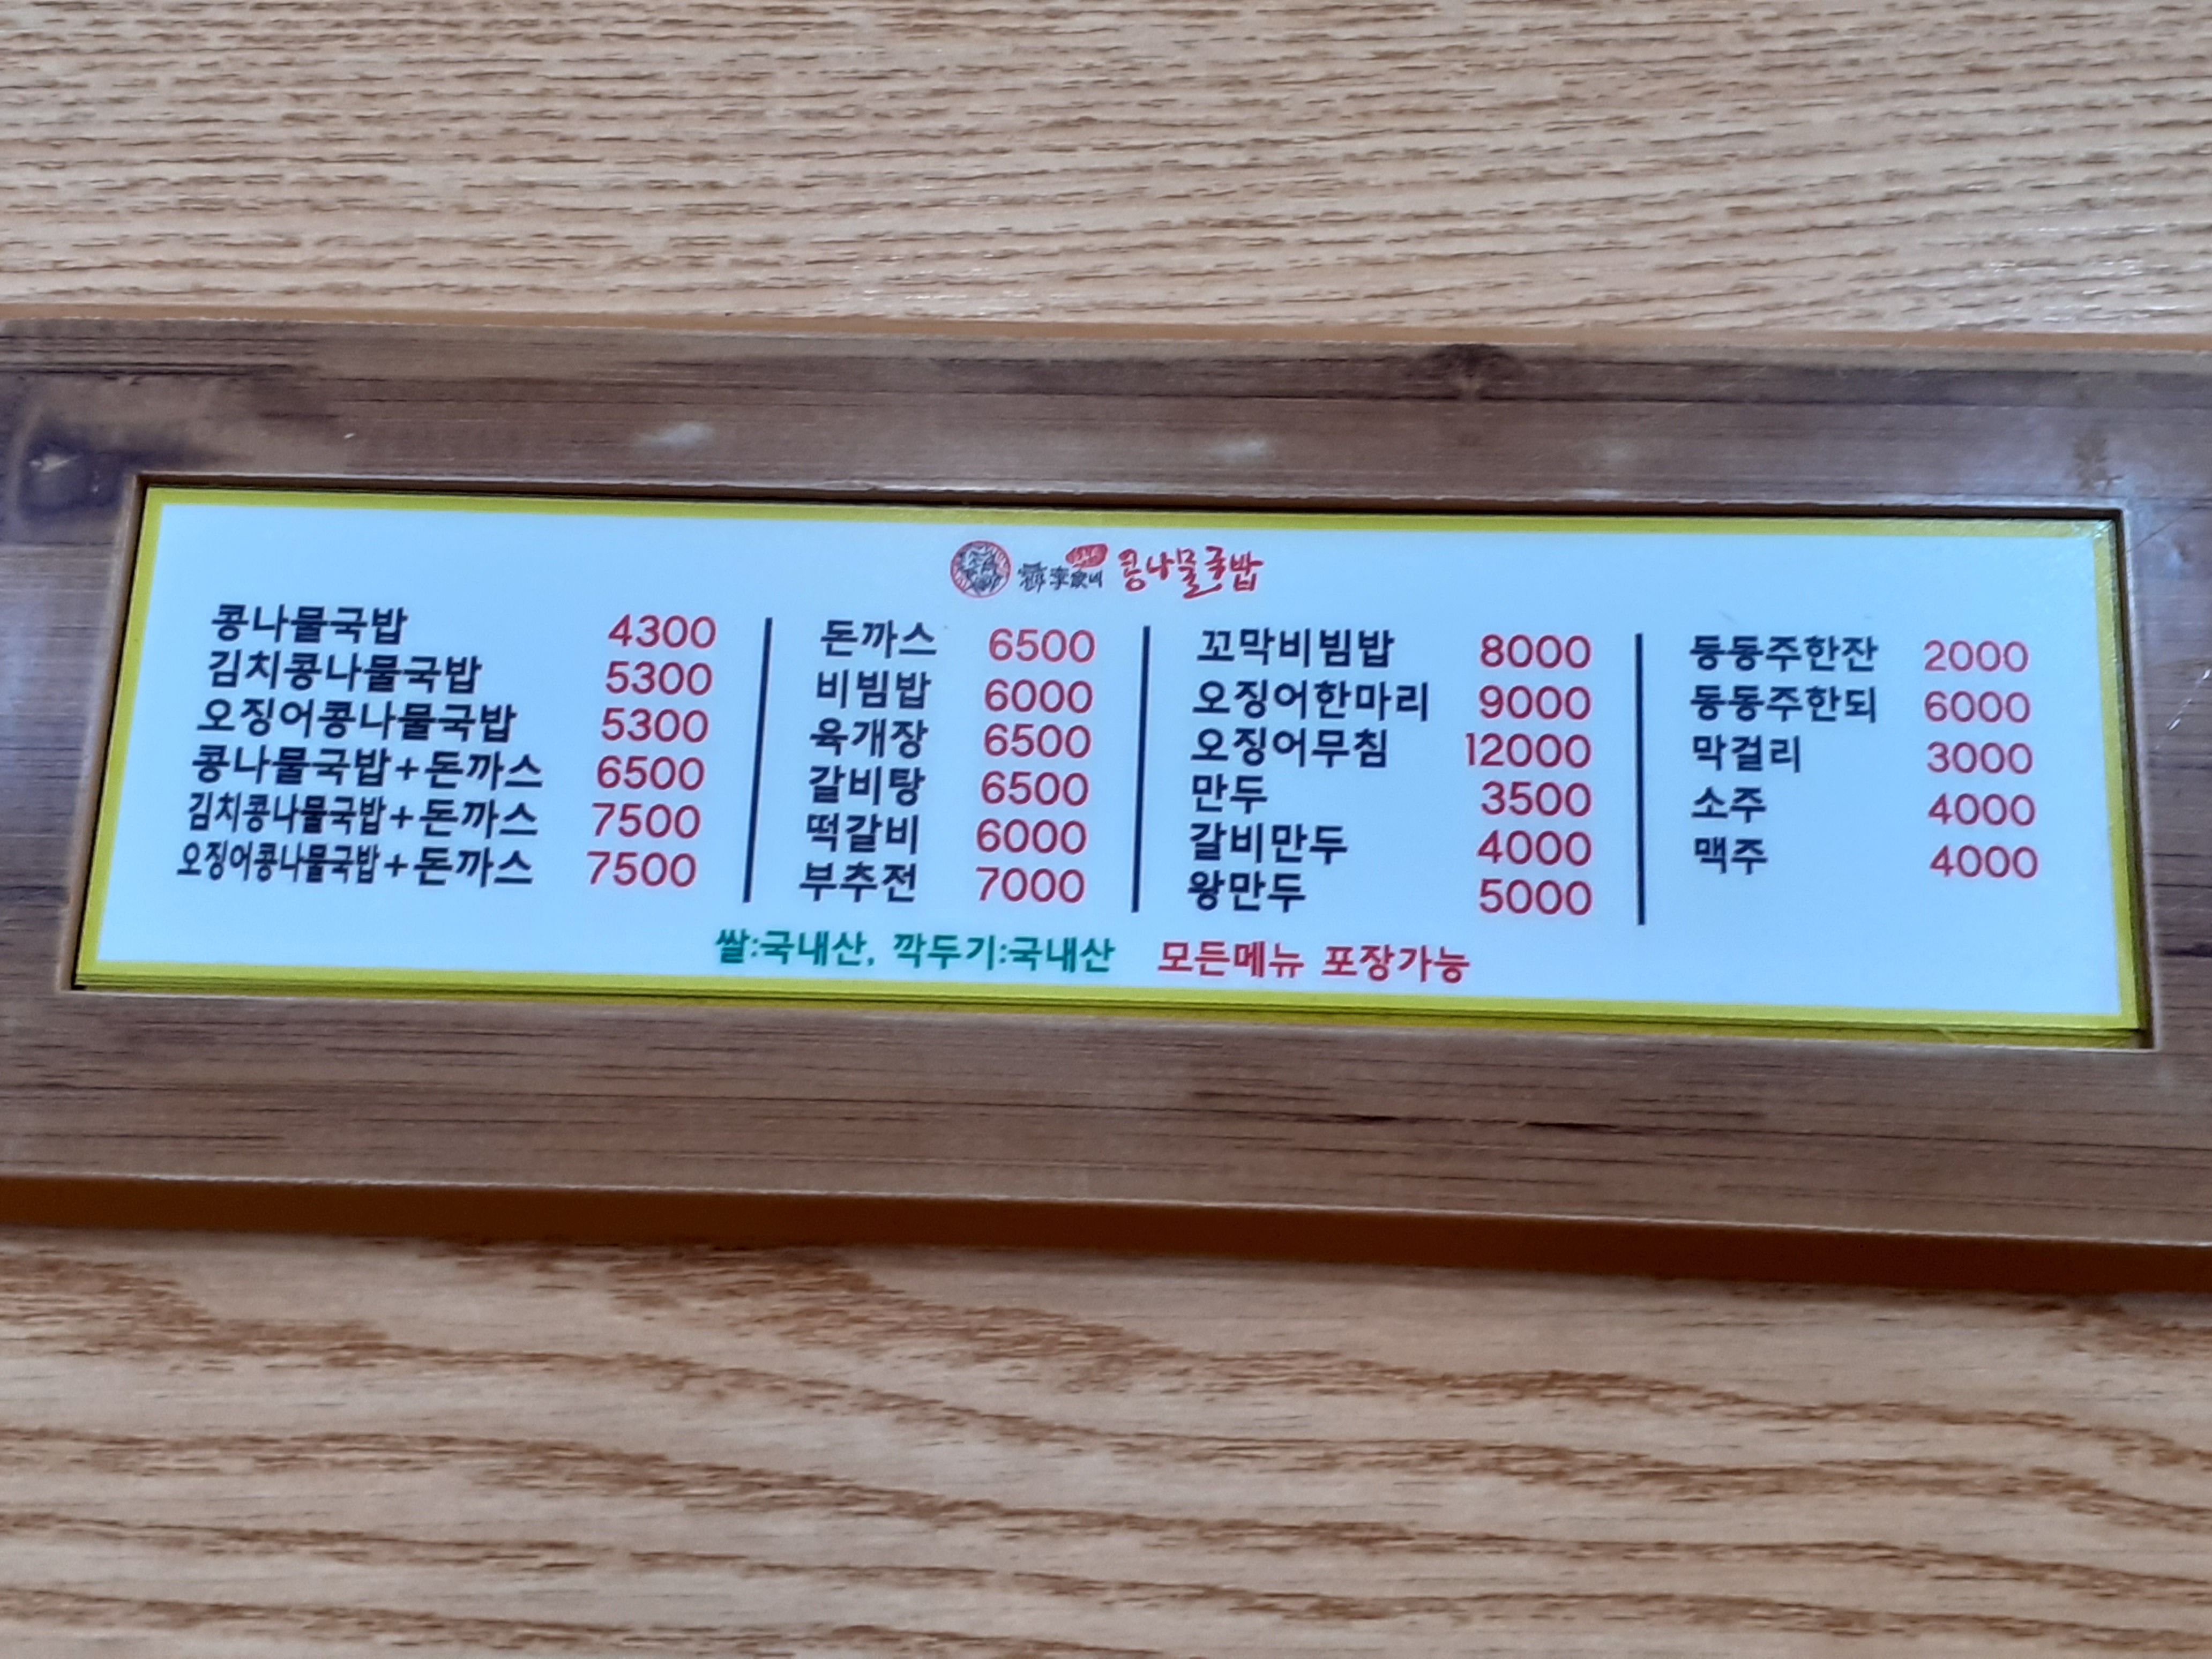 콩나물국밥
콩나물국밥 4300
김치콩나물국밥 5300
오징어콩나물국밥 5300
콩나물국밥+돈까스 6500
김치콩나물국밥+돈까스 7500
오징어콩나물국밥+돈까스 7500
돈까스 6500
비빔밥 6000
육개장 6500
갈비탕 6500
떡갈비 6000
부추전 7000
꼬막비빔밥 8000
오징어한마리 9000
오징어무침 12000
만두 3500
갈비만두 4000
왕만두 5000
동동주한잔 2000
동동주한되 6000
막걸리 3000
소주 4000
맥주 4000
쌀:국내산, 깍두기:국내산 모든메뉴 포장가능